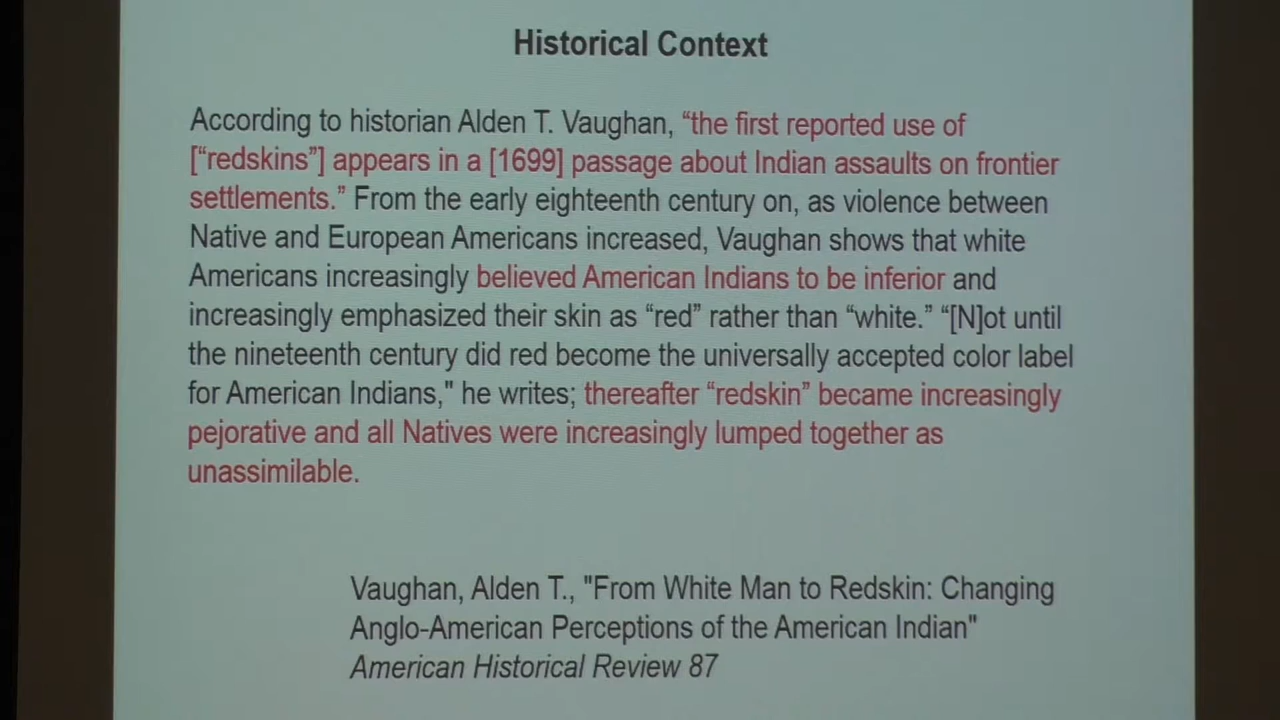 Historical Context
According to historian Alden T. Vaughan, “the first reported use of
[“redskins”] appears in a [1699] passage about Indian assaults on frontier
settlements.” From the early eighteenth century on, as violence between
Native and European Americans increased, Vaughan shows that white
Americans increasingly believed American Indians to be inferior and
increasingly emphasized their skin as “red” rather than “white.” “[N]ot until
the nineteenth century did red become the universally accepted color label
for American Indians," he writes; thereafter “redskin” became increasingly
pejorative and all Natives were increasingly lumped together as
unassimilable.
Vaughan, Alden T., "From White Man to Redskin: Changing
Anglo-American Perceptions of the American Indian"
American Historical Review 87